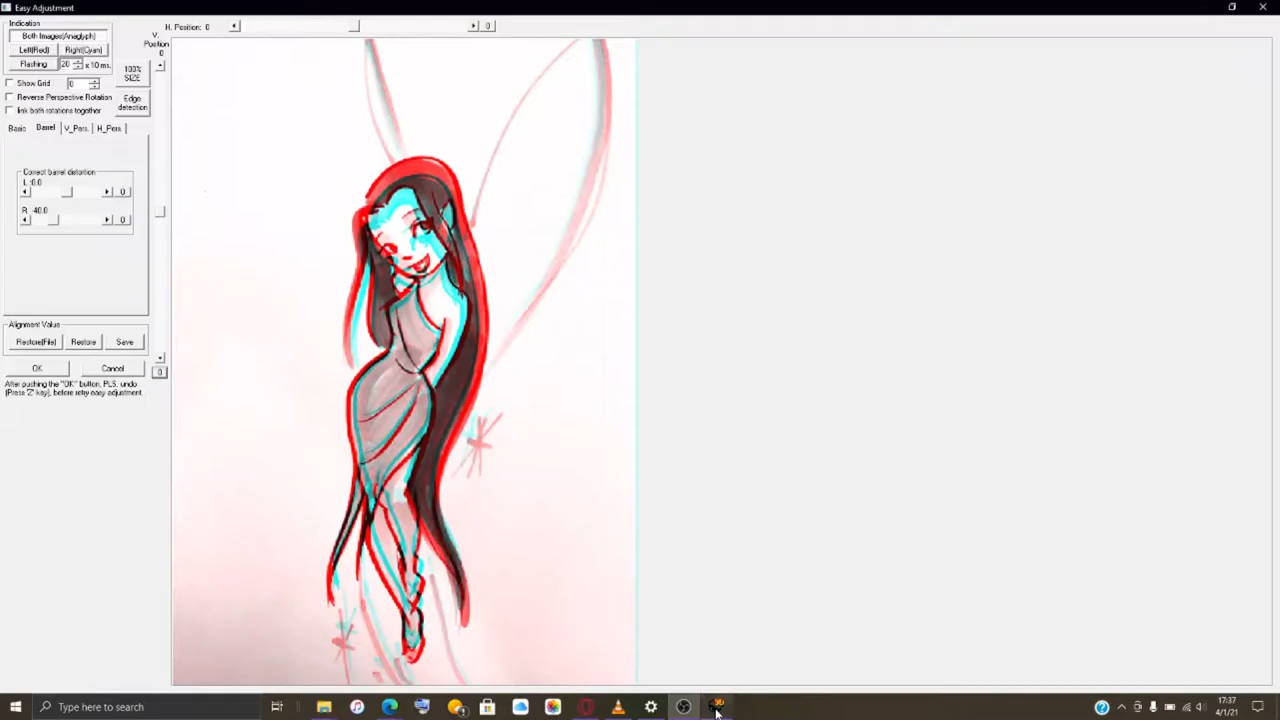 Easy Adjustment
Indication
Both Images(Anaglyph)
Left(Red) Right(Cyan)
Flashing 20 x 10 ms.
Show Grid 0
Reverse Perspective Rotation
link both rotations together
V. Position 0
100% SIZE
Edge detection
H. Position: 0
0
Basic Barrel V_Pers. H_Pers.
Correct barrel distortion
L :0.0
0
R :-40.0
0
Alignment Value
Restore(File) Restore Save
OK Cancel
0
After pushing the "OK" button, PLS. undo
(Press 'Z' key), before retry easy adjustment.
Type here to search
17:37
4/1/21